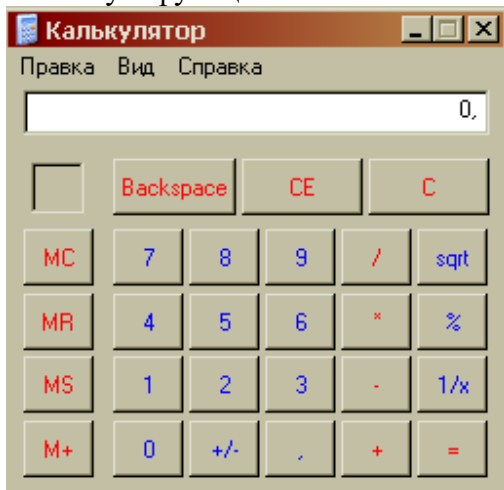 Калькулятор
Правка Вид Справка
0,
Backspace CE C
MC 7 8 9 / sqrt
MR 4 5 6 * %
MS 1 2 3 - 1/x
M+ 0 +/- , + =